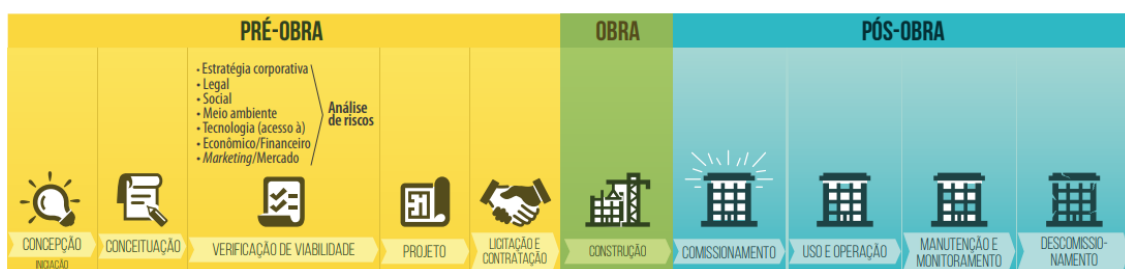 PRÉ-OBRA
OBRA
PÓS-OBRA
• Estratégia corporativa
• Legal
• Social
• Meio ambiente
• Tecnologia (acesso à)
• Econômico/Financeiro
• Marketing/Mercado
Análise
de riscos
CONCEPÇÃO
INICIAÇÃO
CONCEITUAÇÃO
VERIFICAÇÃO DE VIABILIDADE
PROJETO
LICITAÇÃO E
CONTRATAÇÃO
CONSTRUÇÃO
COMISSIONAMENTO
USO E OPERAÇÃO
MANUTENÇÃO E
MONITORAMENTO
DESCOMISSIO-
NAMENTO